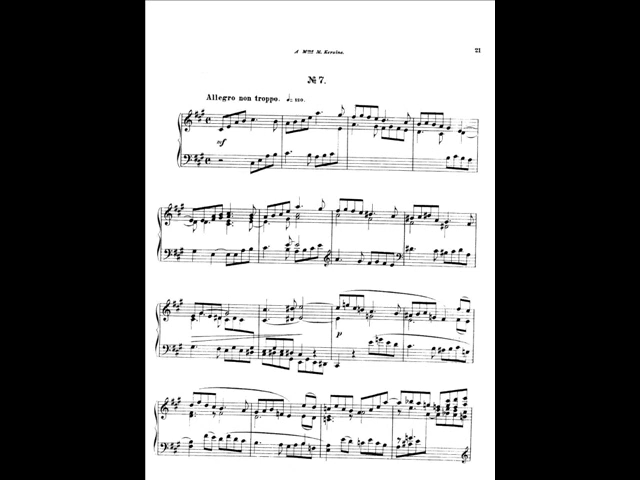 A Mlle M. Kerzine.
21
№ 7.
Allegro non troppo. ♩= 110.
mf
p